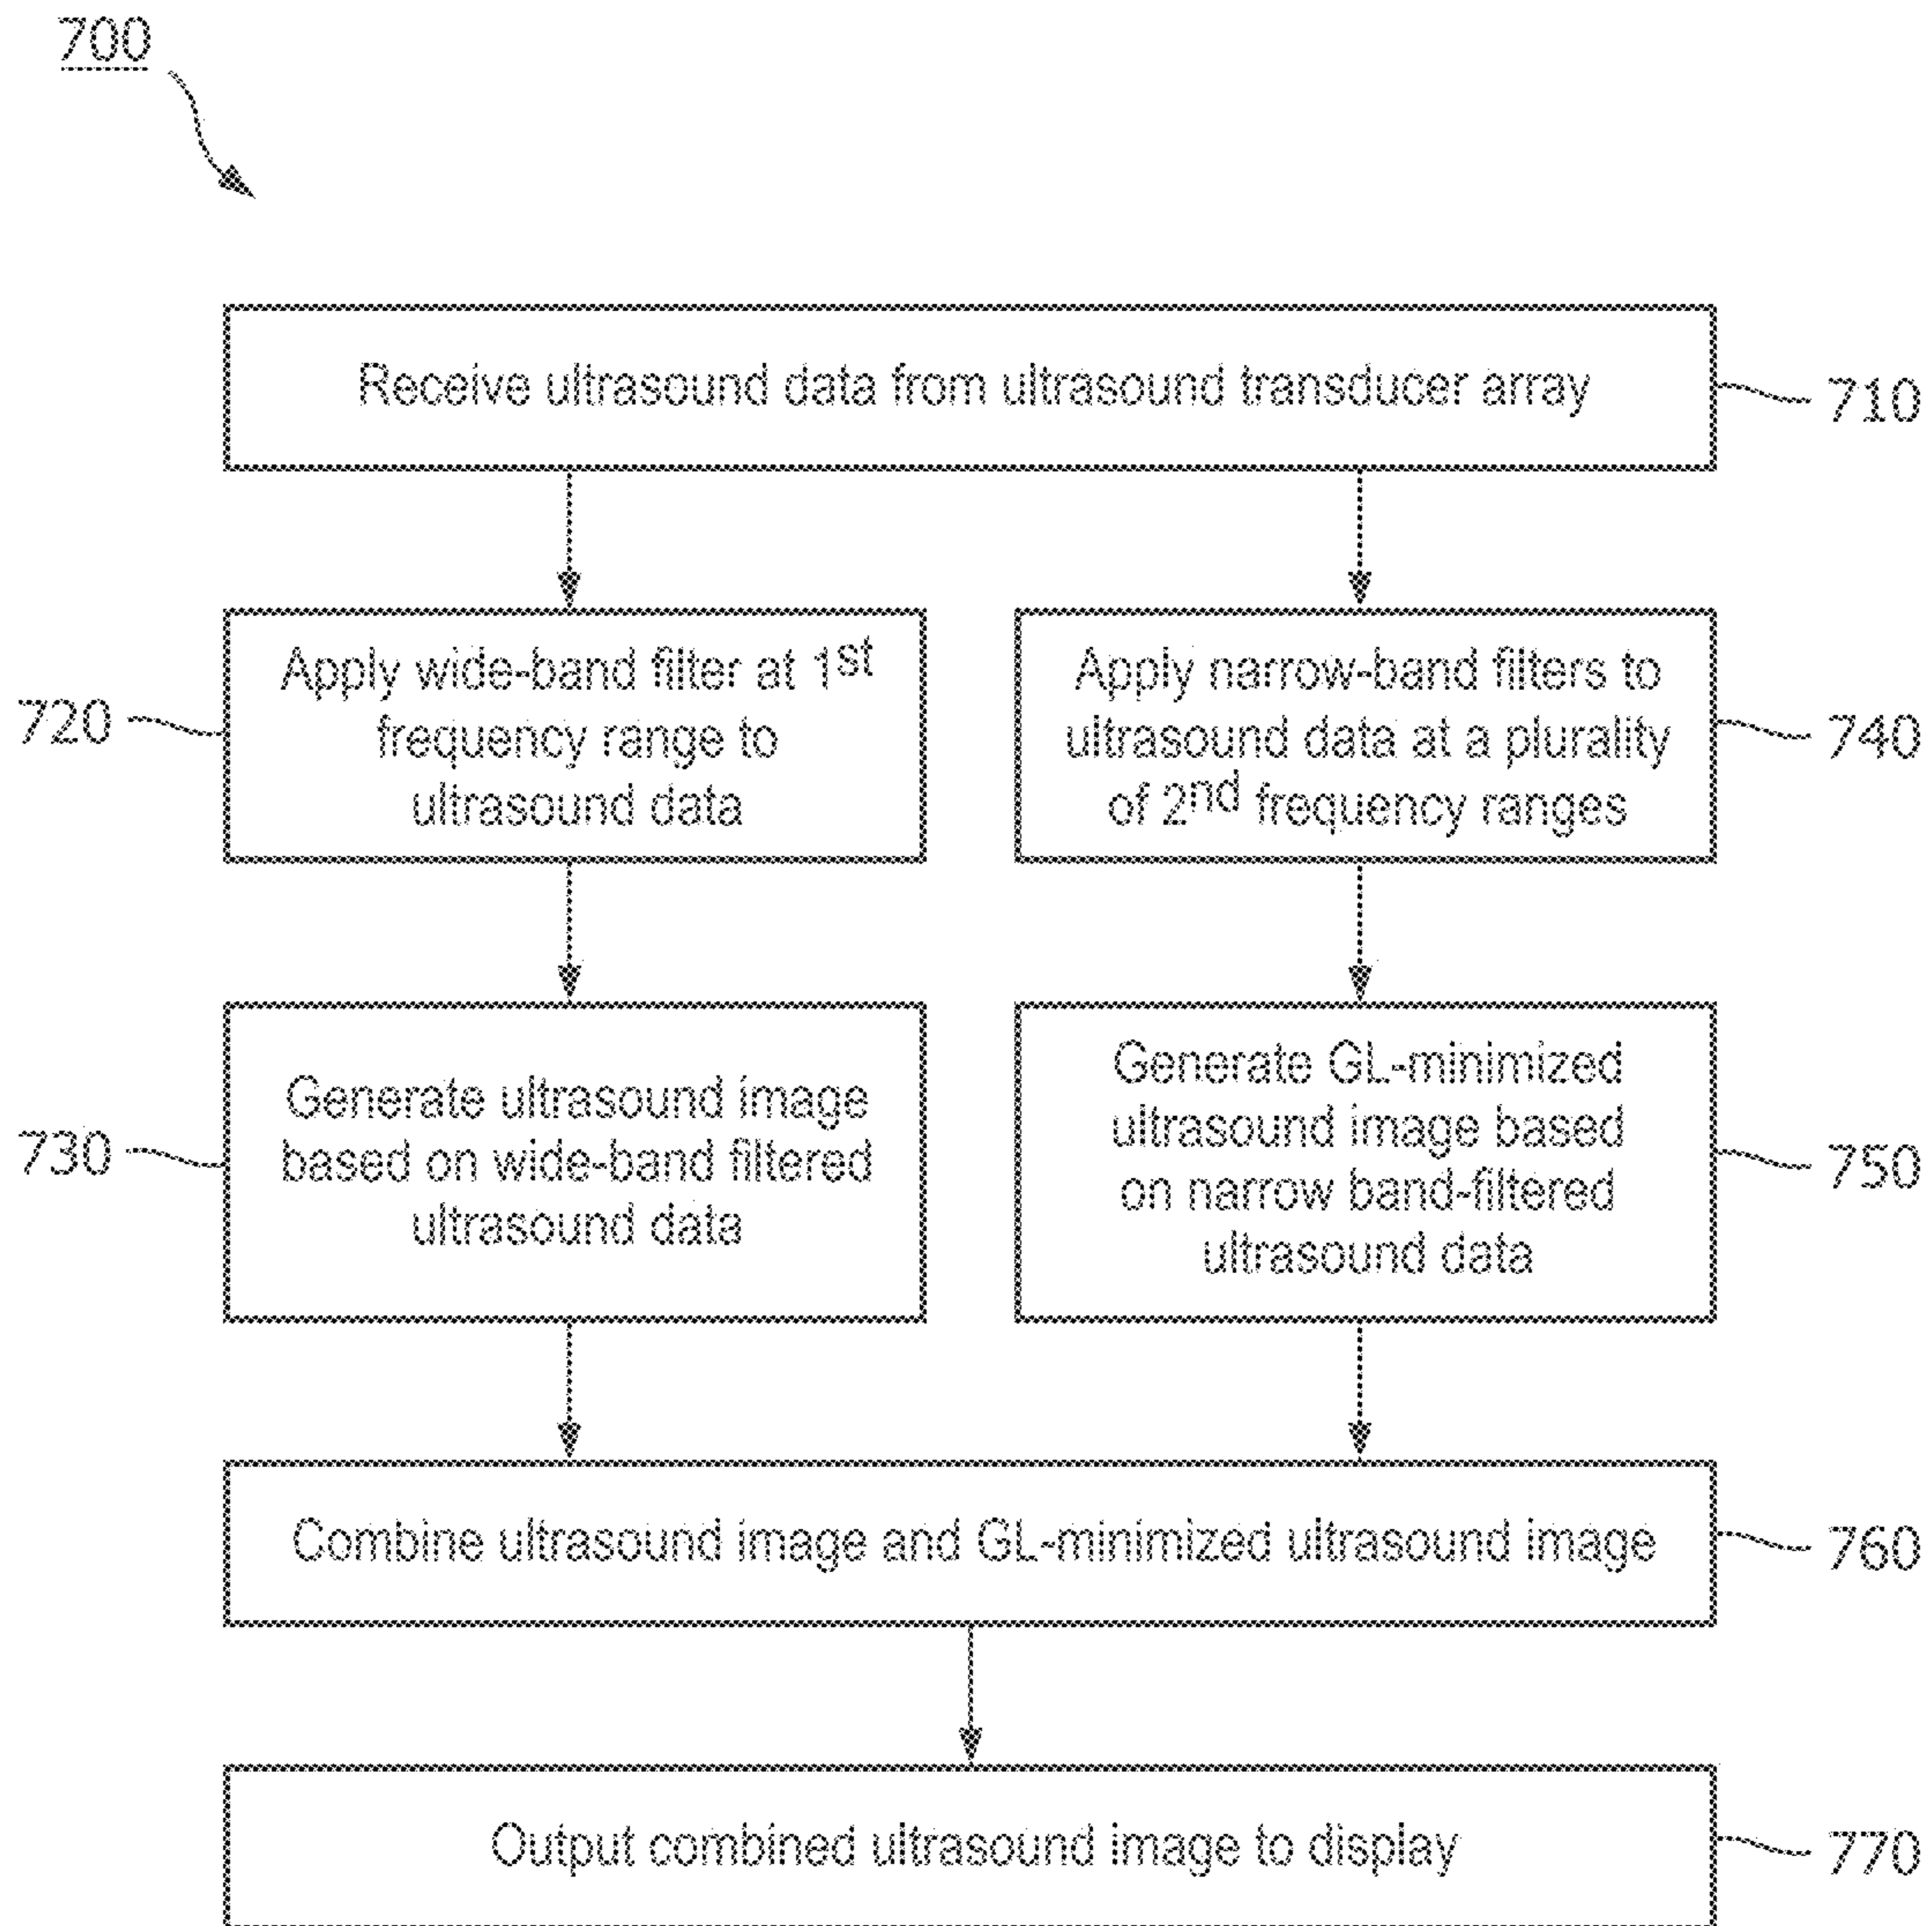 700
Receive ultrasound data from ultrasound transducer array
710
Apply wide-band filter at 1st
frequency range to
ultrasound data
720
Apply narrow-band filters to
ultrasound data at a plurality
of 2nd frequency ranges
740
Generate ultrasound image
based on wide-band filtered
ultrasound data
730
Generate GL-minimized
ultrasound image based
on narrow band-filtered
ultrasound data
750
Combine ultrasound image and GL-minimized ultrasound image
760
Output combined ultrasound image to display
770